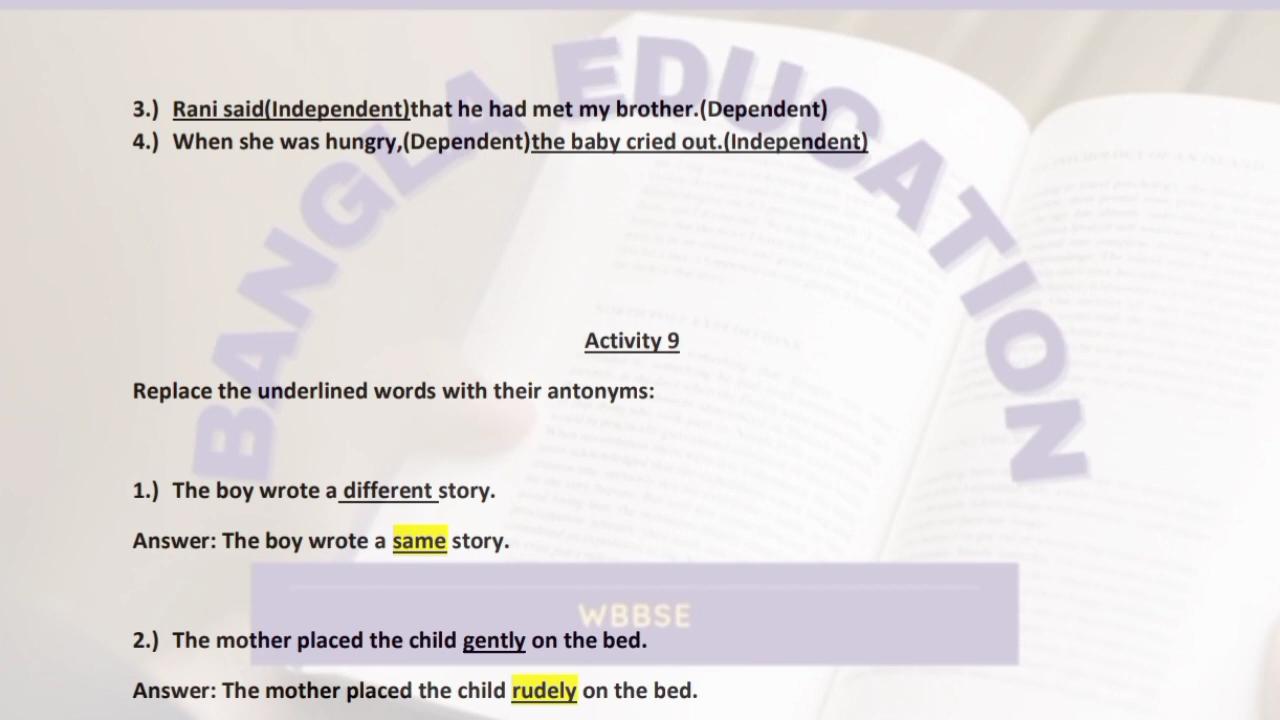 BANGLA EDUCATION
3.) Rani said(Independent)that he had met my brother.(Dependent)
4.) When she was hungry,(Dependent)the baby cried out.(Independent)
Activity 9
Replace the underlined words with their antonyms:
1.) The boy wrote a different story.
Answer: The boy wrote a same story.
WBBSE
2.) The mother placed the child gently on the bed.
Answer: The mother placed the child rudely on the bed.